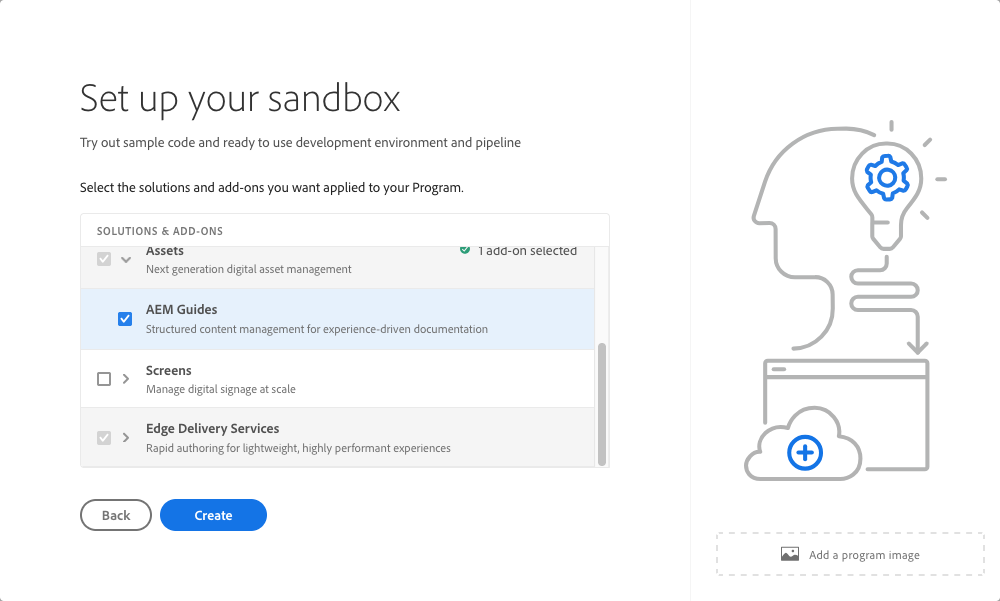 Set up your sandbox
Try out sample code and ready to use development environment and pipeline
Select the solutions and add-ons you want applied to your Program.
SOLUTIONS & ADD-ONS
Assets
1 add-on selected
Next generation digital asset management
AEM Guides
Structured content management for experience-driven documentation
Screens
Manage digital signage at scale
Edge Delivery Services
Rapid authoring for lightweight, highly performant experiences
Back
Create
Add a program image